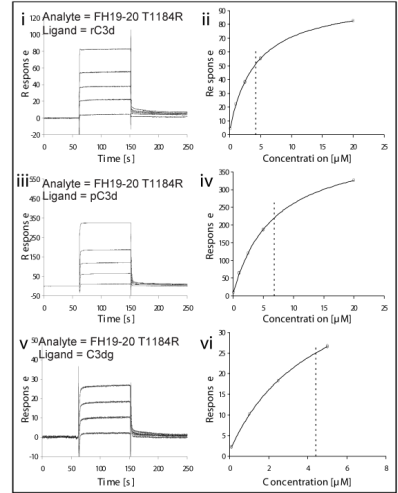 i
Analyte = FH19-20 T1184R
Ligand = rC3d
Respons e
120
100
80
60
40
20
0
-20
0 50 100 150 200 250
Time [s]
ii
Re spons e
90
80
70
60
50
40
30
20
10
0
0 5 10 15 20 25
Concentrati on [µM]
iii
Analyte = FH19-20 T1184R
Ligand = pC3d
R espons e
550
450
350
250
150
50
-50
0 50 100 150 200 250
Time [s]
iv
Respons e
350
300
250
200
150
100
50
0
0 5 10 15 20 25
Concentrati on [µM]
v
Analyte = FH19-20 T1184R
Ligand = C3dg
Respons e
50
40
30
20
10
0
-10
0 50 100 150 200 250
Time [s]
vi
Respons e
30
25
20
15
10
5
0
0 2 4 6 8
Concentrati on [µM]